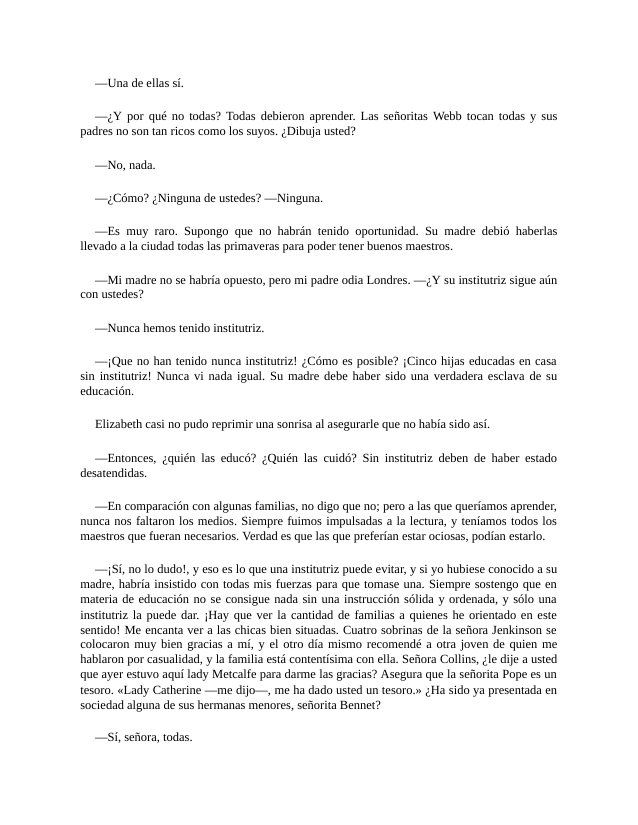 —Una de ellas sí.
—¿Y por qué no todas? Todas debieron aprender. Las señoritas Webb tocan todas y sus
padres no son tan ricos como los suyos. ¿Dibuja usted?
—No, nada.
—¿Cómo? ¿Ninguna de ustedes? —Ninguna.
—Es muy raro. Supongo que no habrán tenido oportunidad. Su madre debió haberlas
llevado a la ciudad todas las primaveras para poder tener buenos maestros.
—Mi madre no se habría opuesto, pero mi padre odia Londres. —¿Y su institutriz sigue aún
con ustedes?
—Nunca hemos tenido institutriz.
—¡Que no han tenido nunca institutriz! ¿Cómo es posible? ¡Cinco hijas educadas en casa
sin institutriz! Nunca vi nada igual. Su madre debe haber sido una verdadera esclava de su
educación.
Elizabeth casi no pudo reprimir una sonrisa al asegurarle que no había sido así.
—Entonces, ¿quién las educó? ¿Quién las cuidó? Sin institutriz deben de haber estado
desatendidas.
—En comparación con algunas familias, no digo que no; pero a las que queríamos aprender,
nunca nos faltaron los medios. Siempre fuimos impulsadas a la lectura, y teníamos todos los
maestros que fueran necesarios. Verdad es que las que preferían estar ociosas, podían estarlo.
—¡Sí, no lo dudo!, y eso es lo que una institutriz puede evitar, y si yo hubiese conocido a su
madre, habría insistido con todas mis fuerzas para que tomase una. Siempre sostengo que en
materia de educación no se consigue nada sin una instrucción sólida y ordenada, y sólo una
institutriz la puede dar. ¡Hay que ver la cantidad de familias a quienes he orientado en este
sentido! Me encanta ver a las chicas bien situadas. Cuatro sobrinas de la señora Jenkinson se
colocaron muy bien gracias a mí, y el otro día mismo recomendé a otra joven de quien me
hablaron por casualidad, y la familia está contentísima con ella. Señora Collins, ¿le dije a usted
que ayer estuvo aquí lady Metcalfe para darme las gracias? Asegura que la señorita Pope es un
tesoro. «Lady Catherine —me dijo—, me ha dado usted un tesoro.» ¿Ha sido ya presentada en
sociedad alguna de sus hermanas menores, señorita Bennet?
—Sí, señora, todas.